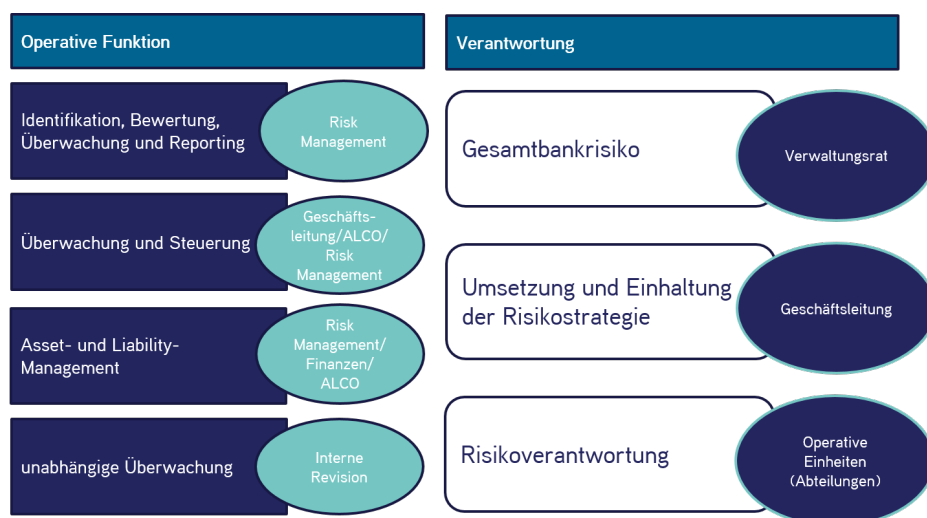 Operative Funktion
Identifikation, Bewertung,
Überwachung und Reporting
Risk
Management
Überwachung und Steuerung
Geschäfts-
leitung/ALCO/
Risk
Management
Asset- und Liability-
Management
Risk
Management/
Finanzen/
ALCO
unabhängige Überwachung
Interne
Revision
Verantwortung
Gesamtbankrisiko
Verwaltungsrat
Umsetzung und Einhaltung
der Risikostrategie
Geschäftsleitung
Risikoverantwortung
Operative
Einheiten
(Abteilungen)